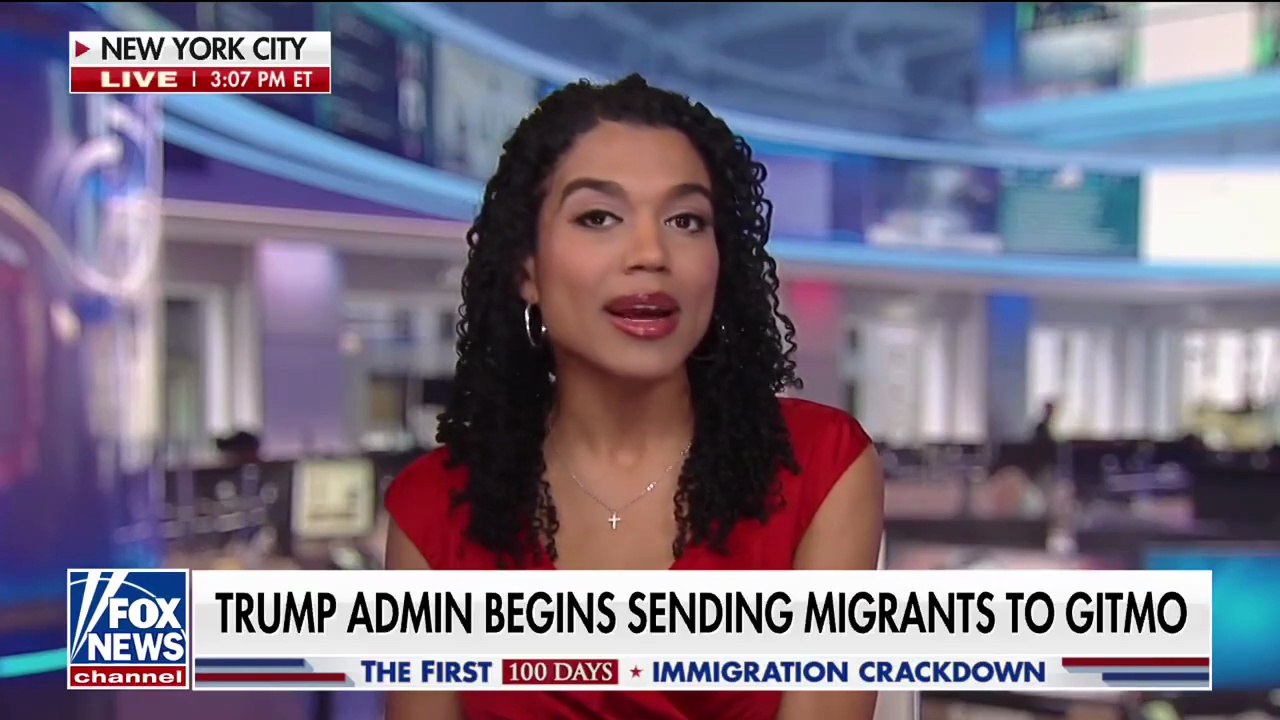 NEW YORK CITY
LIVE | 3:07 PM ET
TRUMP ADMIN BEGINS SENDING MIGRANTS TO GITMO
FOX
NEWS
channel
THE FIRST 100 DAYS ★ IMMIGRATION CRACKDOWN